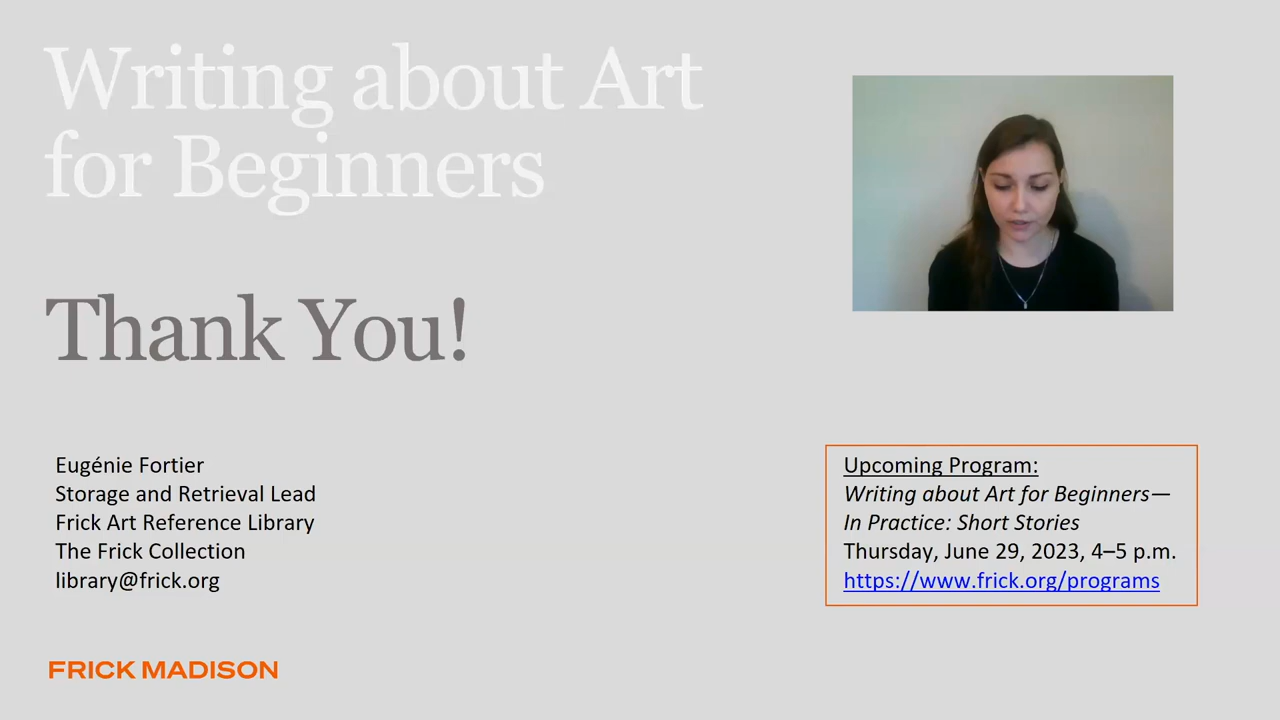 Writing about Art
for Beginners
Thank You!
Eugénie Fortier
Storage and Retrieval Lead
Frick Art Reference Library
The Frick Collection
library@frick.org
Upcoming Program:
Writing about Art for Beginners—
In Practice: Short Stories
Thursday, June 29, 2023, 4–5 p.m.
https://www.frick.org/programs
FRICK MADISON